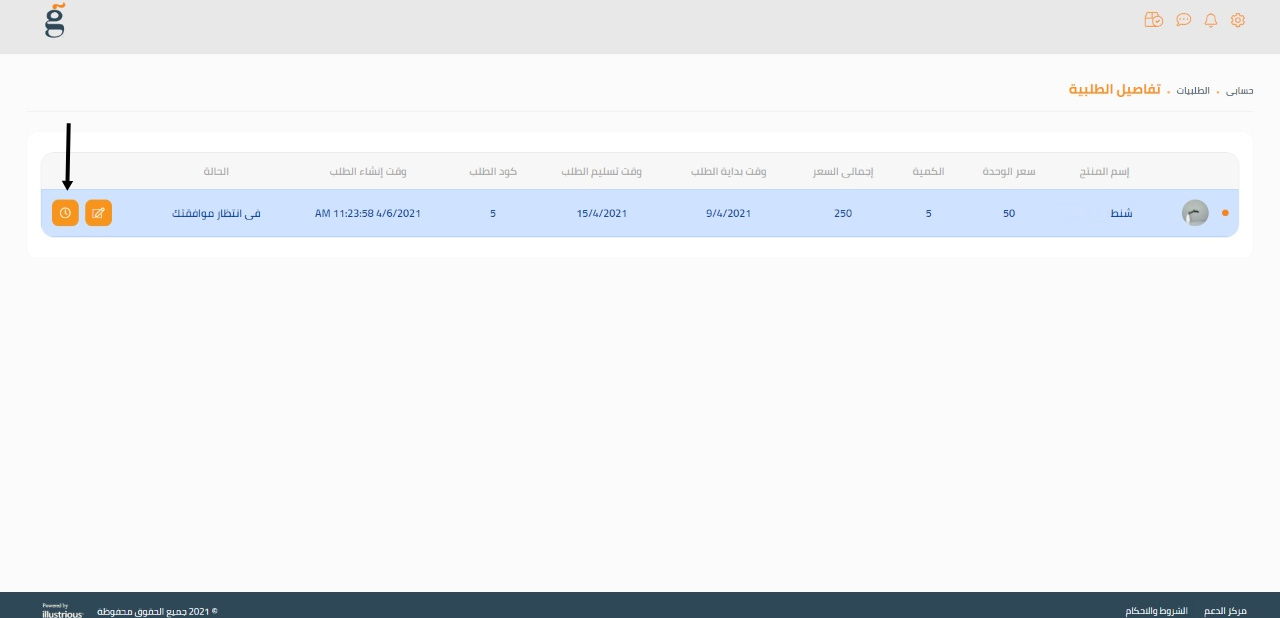 حسابى • الطلبيات • تفاصيل الطلبية
إسم المنتج سعر الوحدة الكمية إجمالى السعر وقت بداية الطلب وقت تسليم الطلب كود الطلب وقت إنشاء الطلب الحالة
شنط 50 5 250 9/4/2021 15/4/2021 5 4/6/2021 11:23:58 AM فى انتظار موافقتك
مركز الدعم الشروط والاحكام © 2021 جميع الحقوق محفوظة
Powered by
illustrious